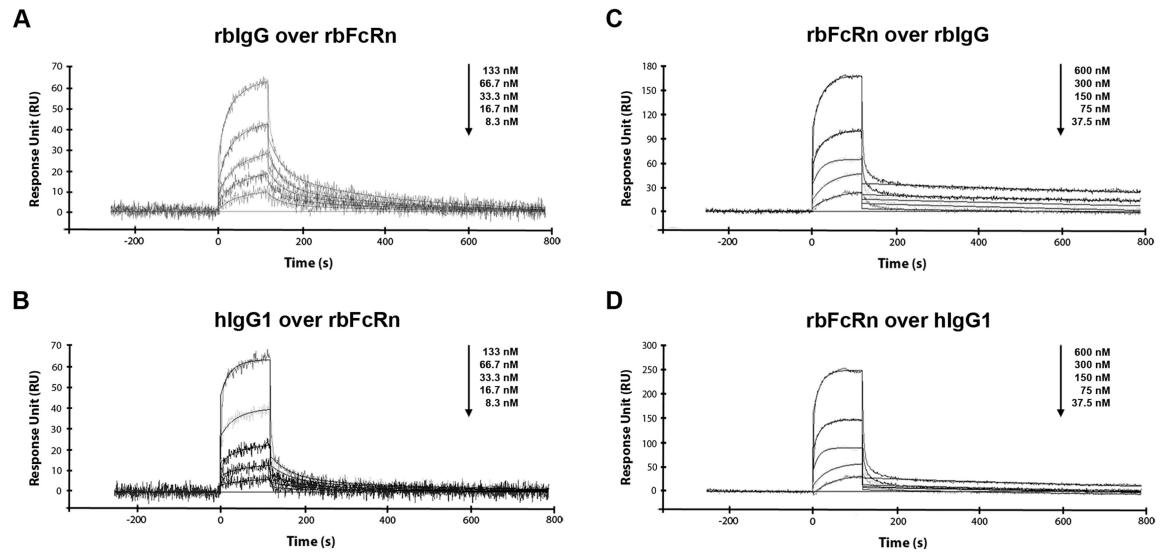 A
rbIgG over rbFcRn
Response Unit (RU)
70
60
50
40
30
20
10
0
-200
0
200
400
600
800
Time (s)
133 nM
66.7 nM
33.3 nM
16.7 nM
8.3 nM
B
hIgG1 over rbFcRn
Response Unit (RU)
70
60
50
40
30
20
10
0
-200
0
200
400
600
800
Time (s)
133 nM
66.7 nM
33.3 nM
16.7 nM
8.3 nM
C
rbFcRn over rbIgG
Response Unit (RU)
180
150
120
90
60
30
0
-200
0
200
400
600
800
Time (s)
600 nM
300 nM
150 nM
75 nM
37.5 nM
D
rbFcRn over hIgG1
Response Unit (RU)
300
250
200
150
100
50
0
-200
0
200
400
600
800
Time (s)
600 nM
300 nM
150 nM
75 nM
37.5 nM